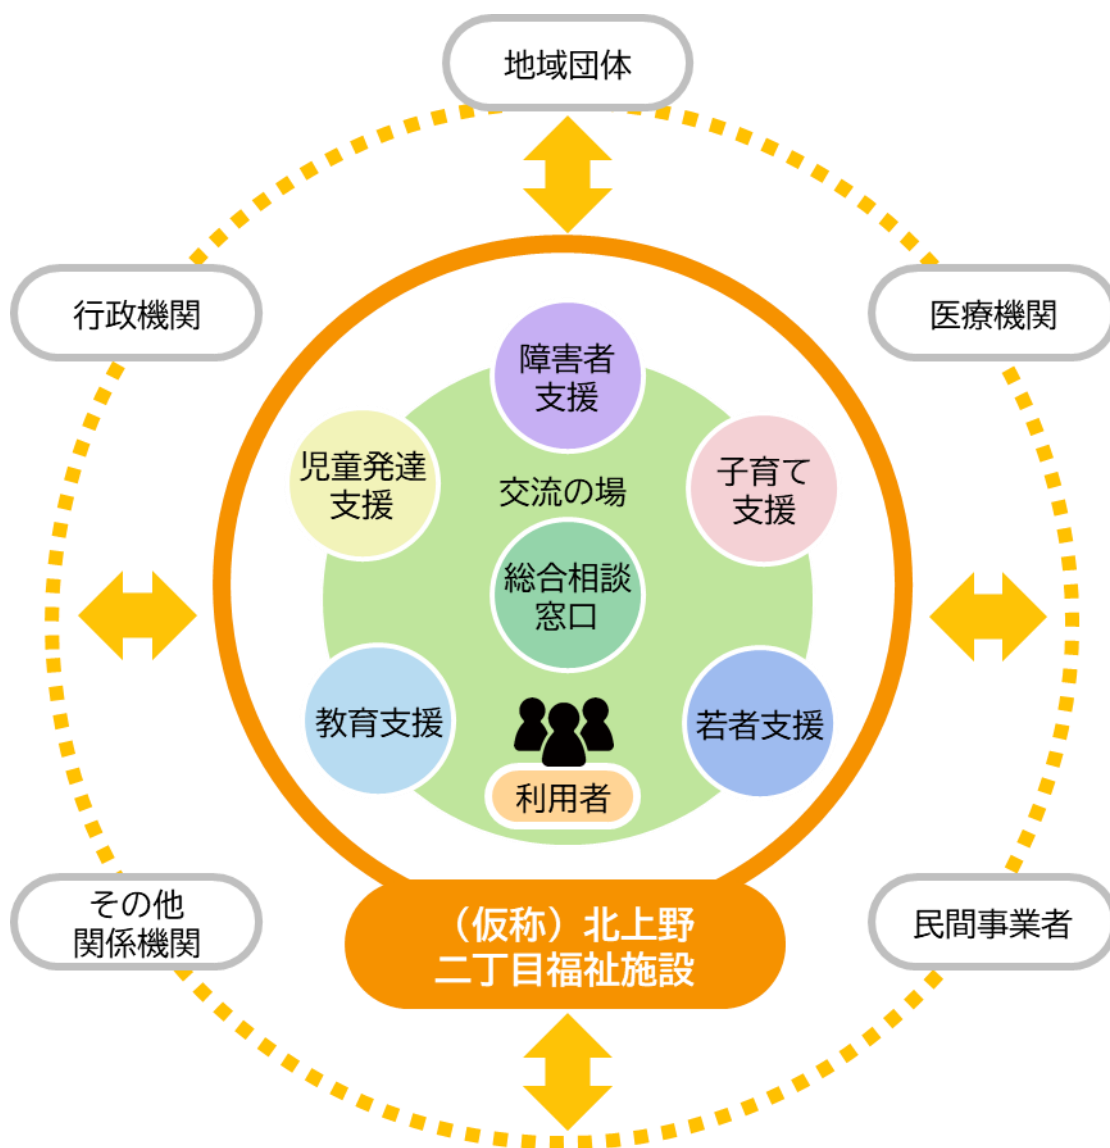 地域団体
行政機関
医療機関
障害者
支援
児童発達
支援
子育て
支援
交流の場
総合相談
窓口
教育支援
若者支援
利用者
その他
関係機関
(仮称)北上野
二丁目福祉施設
民間事業者